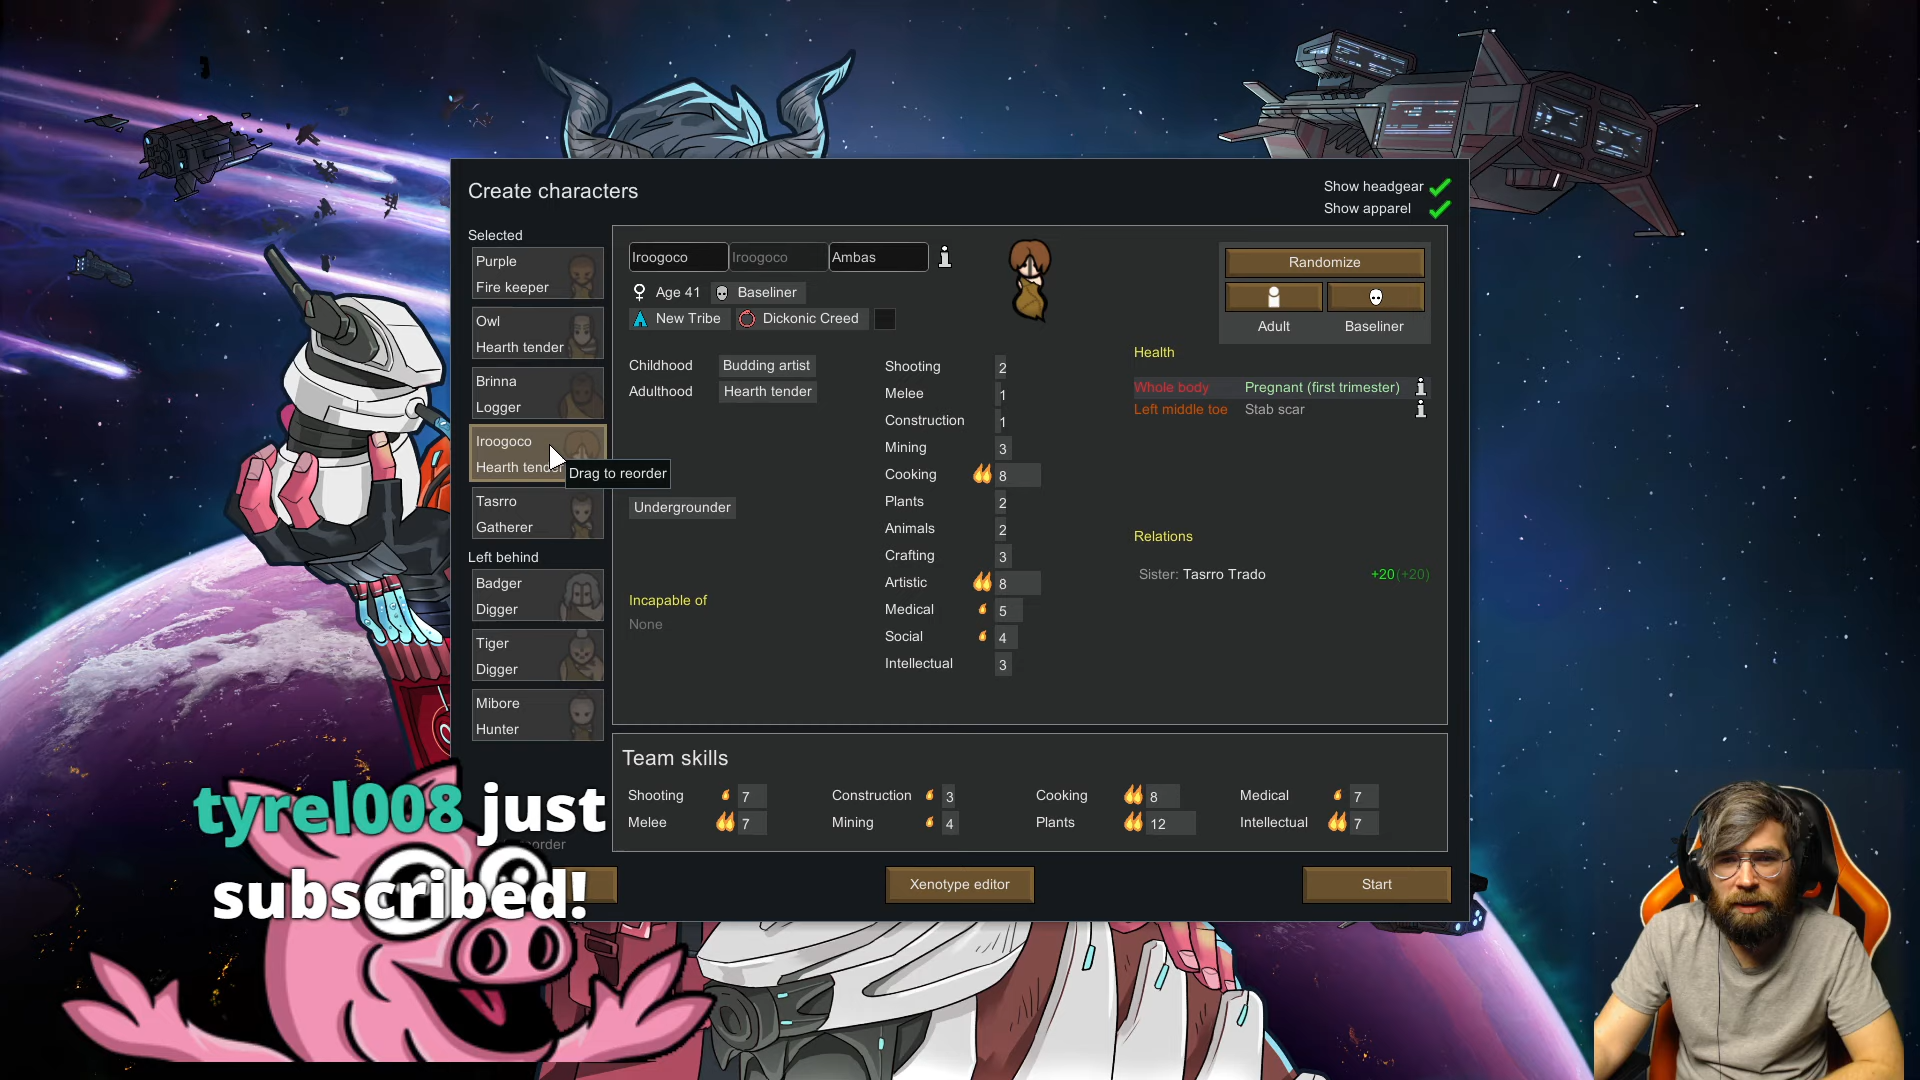 Create characters
Show headgear
Show apparel
Selected
Purple
Fire keeper
Owl
Hearth tender
Brinna
Logger
Iroogoco
Hearth tender
Drag to reorder
Tasrro
Gatherer
Left behind
Badger
Digger
Tiger
Digger
Mibore
Hunter
Iroogoco Iroogoco Ambas
Age 41 Baseliner
New Tribe Dickonic Creed
Childhood Budding artist
Adulthood Hearth tender
Undergrounder
Incapable of
None
Shooting 2
Melee 1
Construction 1
Mining 3
Cooking 8
Plants 2
Animals 2
Crafting 3
Artistic 8
Medical 5
Social 4
Intellectual 3
Randomize
Adult Baseliner
Health
Whole body Pregnant (first trimester)
Left middle toe Stab scar
Relations
Sister: Tasrro Trado +20(+20)
Team skills
Shooting 7 Construction 3 Cooking 8 Medical 7
Melee 7 Mining 4 Plants 12 Intellectual 7
Xenotype editor
Start
tyrel008 just
subscribed!